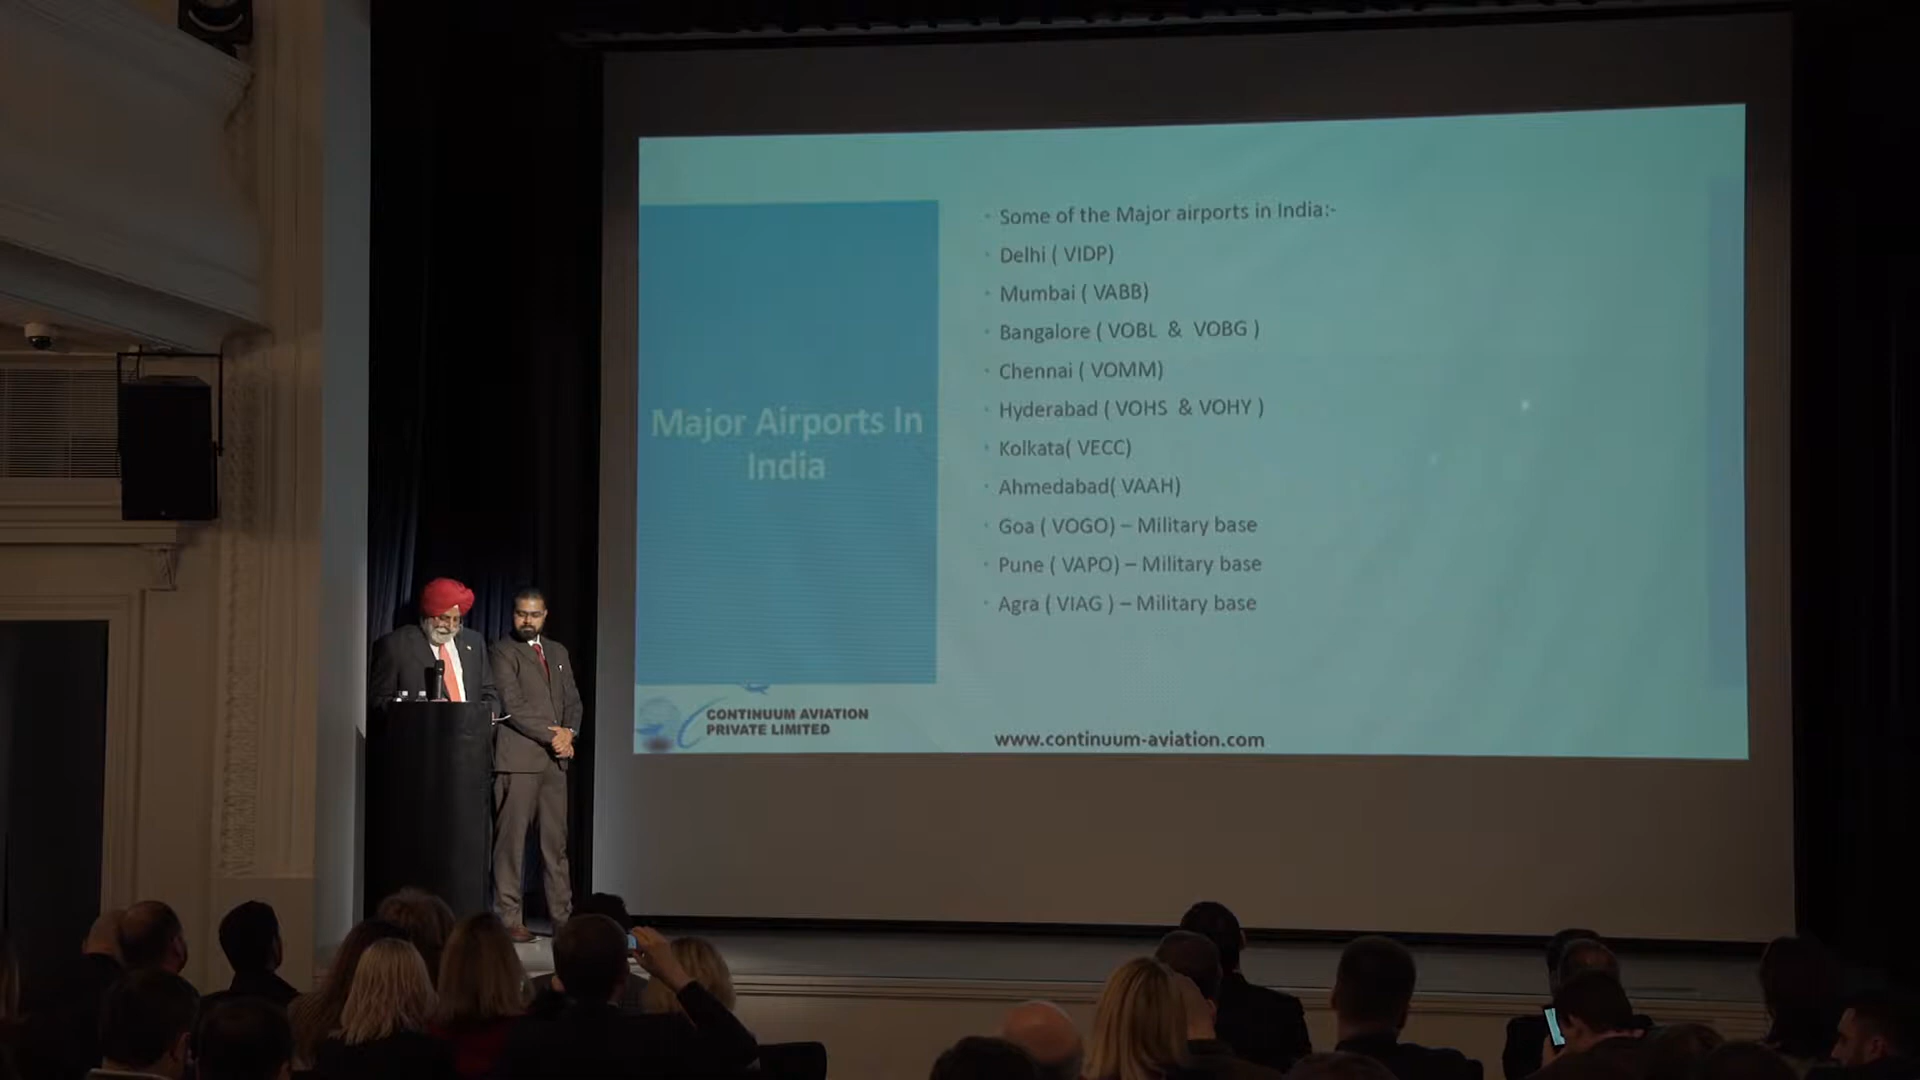 Major Airports In
India
Some of the Major airports in India:-
Delhi ( VIDP)
Mumbai ( VABB)
Bangalore ( VOBL & VOBG )
Chennai ( VOMM)
Hyderabad ( VOHS & VOHY )
Kolkata( VECC)
Ahmedabad( VAAH)
Goa ( VOGO) – Military base
Pune ( VAPO) – Military base
Agra ( VIAG ) – Military base
CONTINUUM AVIATION
PRIVATE LIMITED
www.continuum-aviation.com